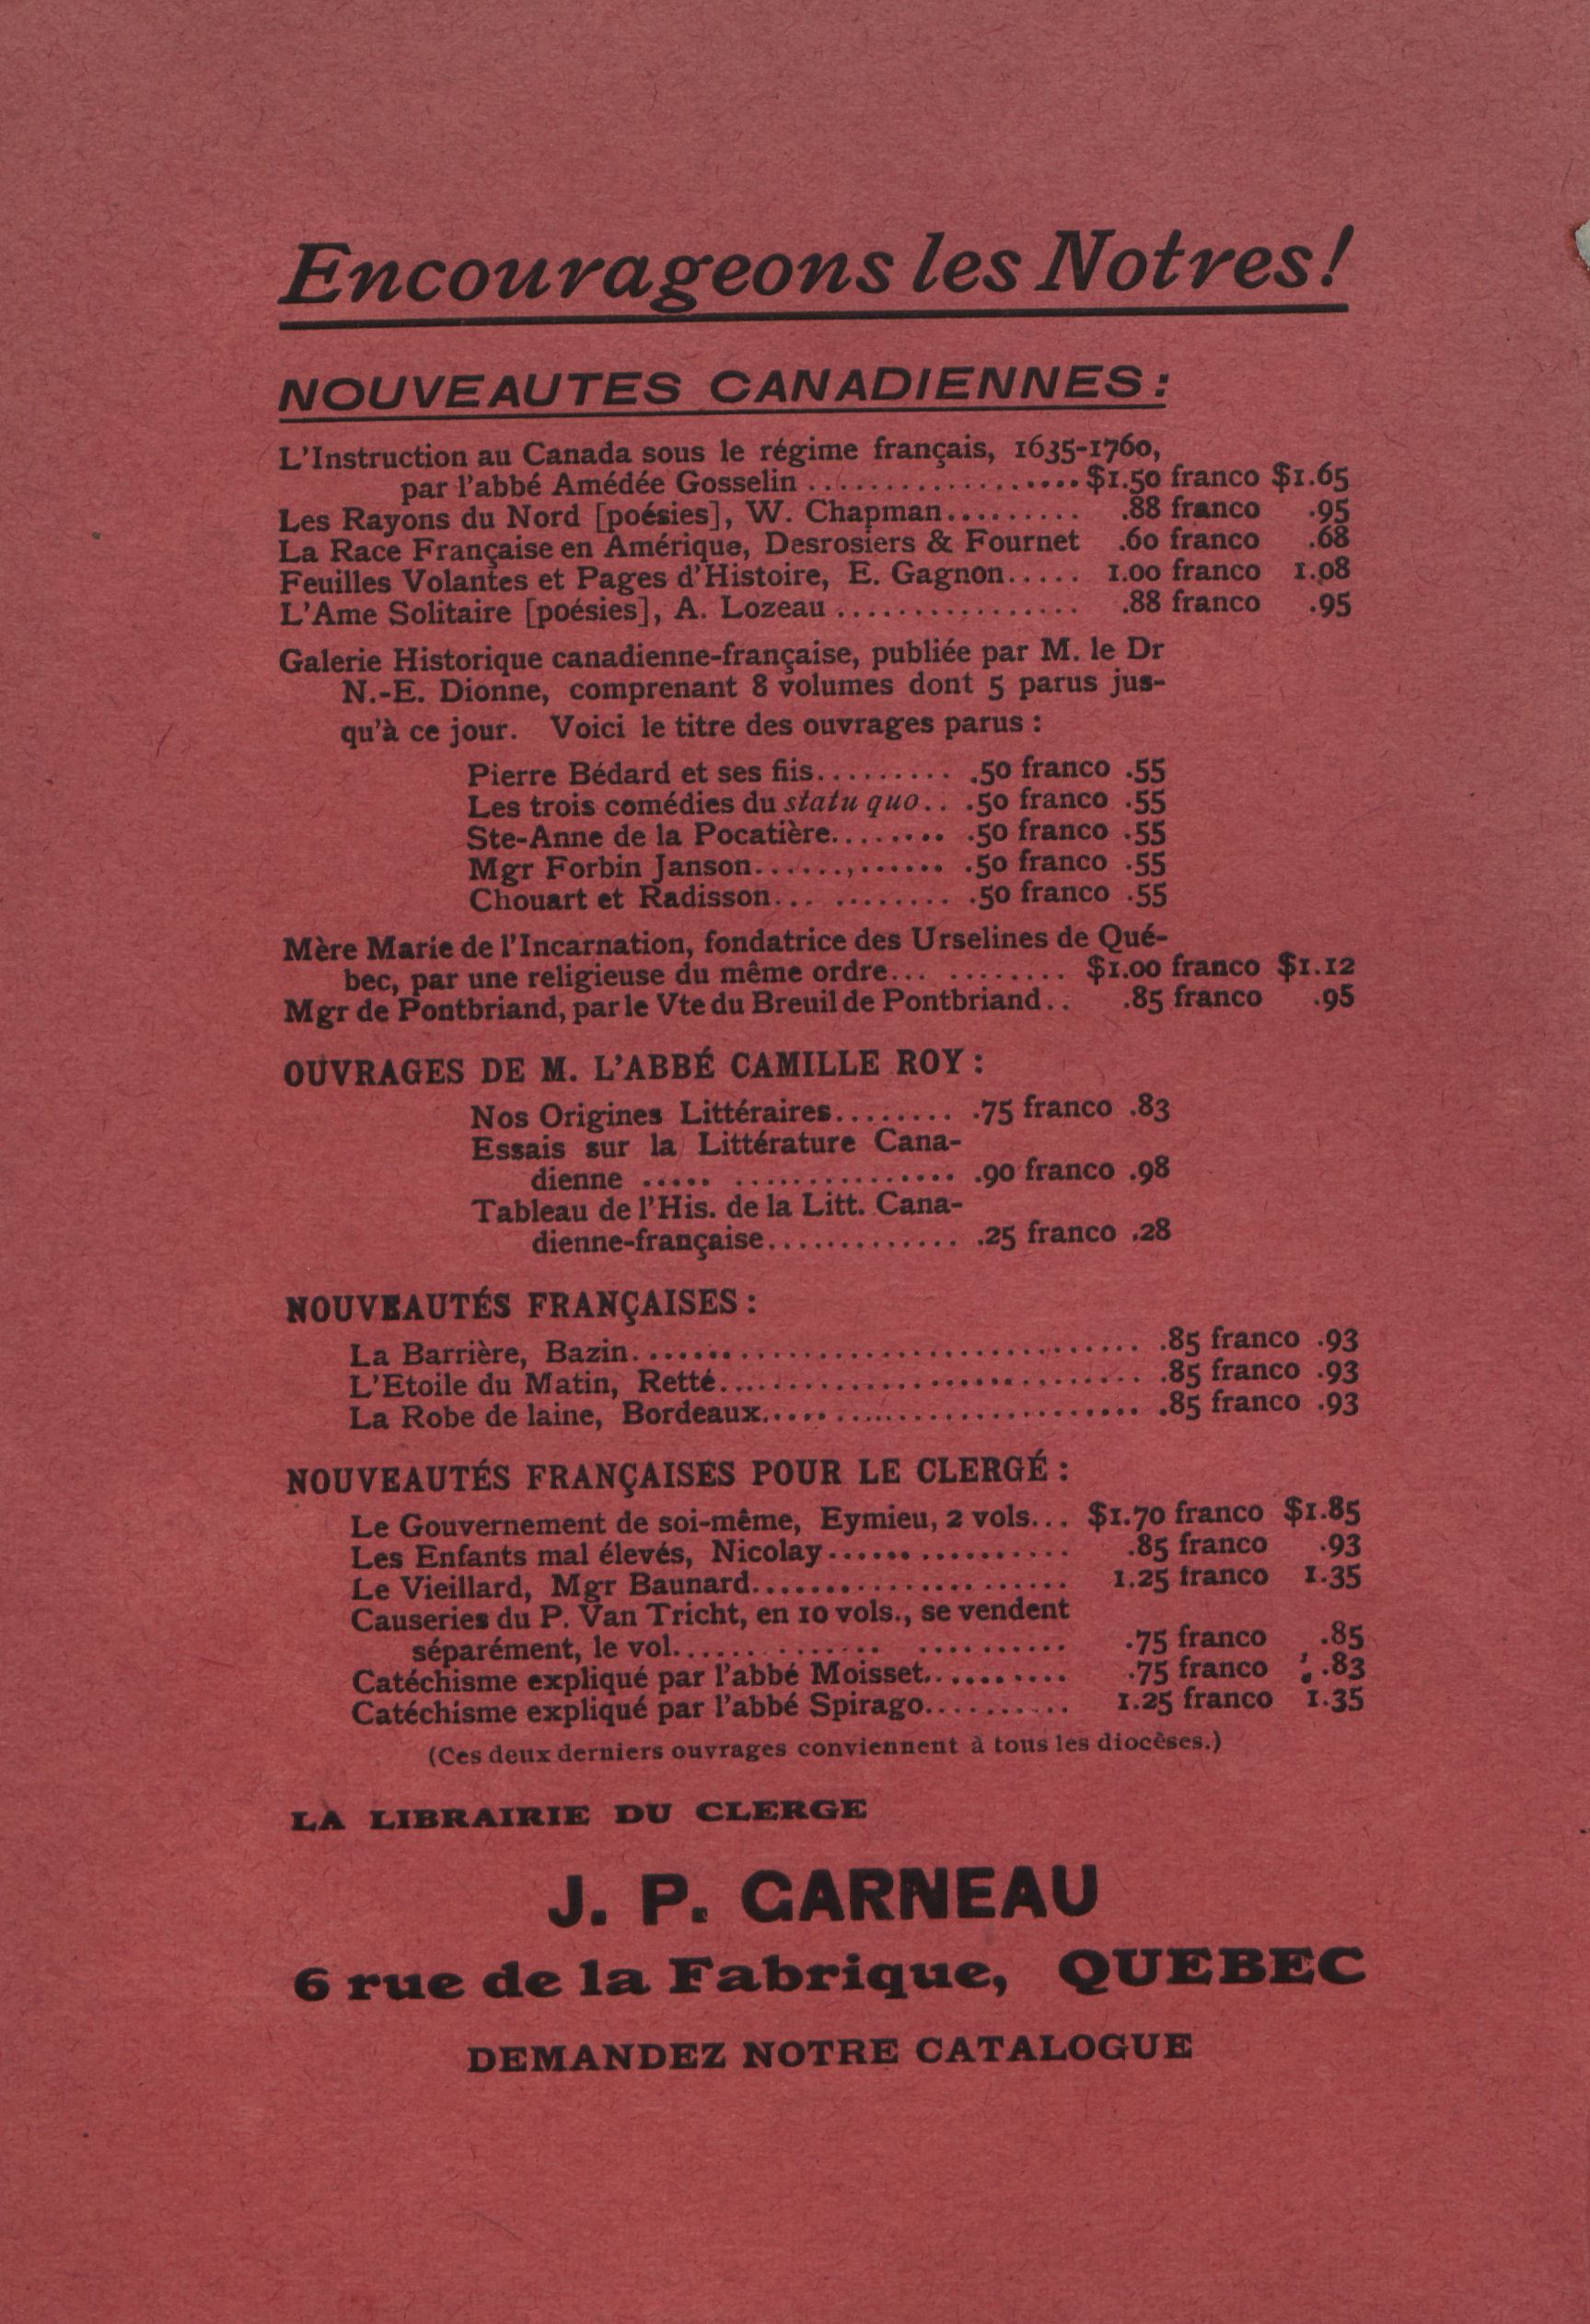 Encourageons les Notres!
NOUVEAUTES CANADIENNES:
L'Instruction au Canada sous le régime français, 1635-1760,
par l'abbé Amédée Gosselin .................... $1.50 franco $1.65
Les Rayons du Nord [poésies], W. Chapman......... .88 franco .95
La Race Française en Amérique, Desrosiers & Fournet .60 franco .68
Feuilles Volantes et Pages d'Histoire, E. Gagnon..... 1.00 franco 1.08
L'Ame Solitaire [poésies], A. Lozeau ................ .88 franco .95
Galerie Historique canadienne-française, publiée par M. le Dr
N.-E. Dionne, comprenant 8 volumes dont 5 parus jus-
qu'à ce jour. Voici le titre des ouvrages parus :
Pierre Bédard et ses fiis......... .50 franco .55
Les trois comédies du statu quo.. .50 franco .55
Ste-Anne de la Pocatière........ .50 franco .55
Mgr Forbin Janson......,...... .50 franco .55
Chouart et Radisson... ........ .50 franco .55
Mère Marie de l'Incarnation, fondatrice des Urselines de Qué-
bec, par une religieuse du même ordre... ........ $1.00 franco $1.12
Mgr de Pontbriand, par le Vte du Breuil de Pontbriand.. .85 franco .95
OUVRAGES DE M. L'ABBÉ CAMILLE ROY :
Nos Origines Littéraires........ .75 franco .83
Essais sur la Littérature Cana-
dienne ..... ............... .90 franco .98
Tableau de l'His. de la Litt. Cana-
dienne-française............. .25 franco .28
NOUVEAUTÉS FRANÇAISES :
La Barrière, Bazin.................................... .85 franco .93
L'Etoile du Matin, Retté.............................. .85 franco .93
La Robe de laine, Bordeaux............................ .85 franco .93
NOUVEAUTÉS FRANÇAISES POUR LE CLERGÉ :
Le Gouvernement de soi-même, Eymieu, 2 vols... $1.70 franco $1.85
Les Enfants mal élevés, Nicolay................ .85 franco .93
Le Vieillard, Mgr Baunard.................... 1.25 franco 1.35
Causeries du P. Van Tricht, en 10 vols., se vendent
séparément, le vol...... ....... .......... .75 franco .85
Catéchisme expliqué par l'abbé Moisset.......... .75 franco .83
Catéchisme expliqué par l'abbé Spirago.......... 1.25 franco 1.35
(Ces deux derniers ouvrages conviennent à tous les diocèses.)
LA LIBRAIRIE DU CLERGE
J. P. GARNEAU
6 rue de la Fabrique, QUEBEC
DEMANDEZ NOTRE CATALOGUE